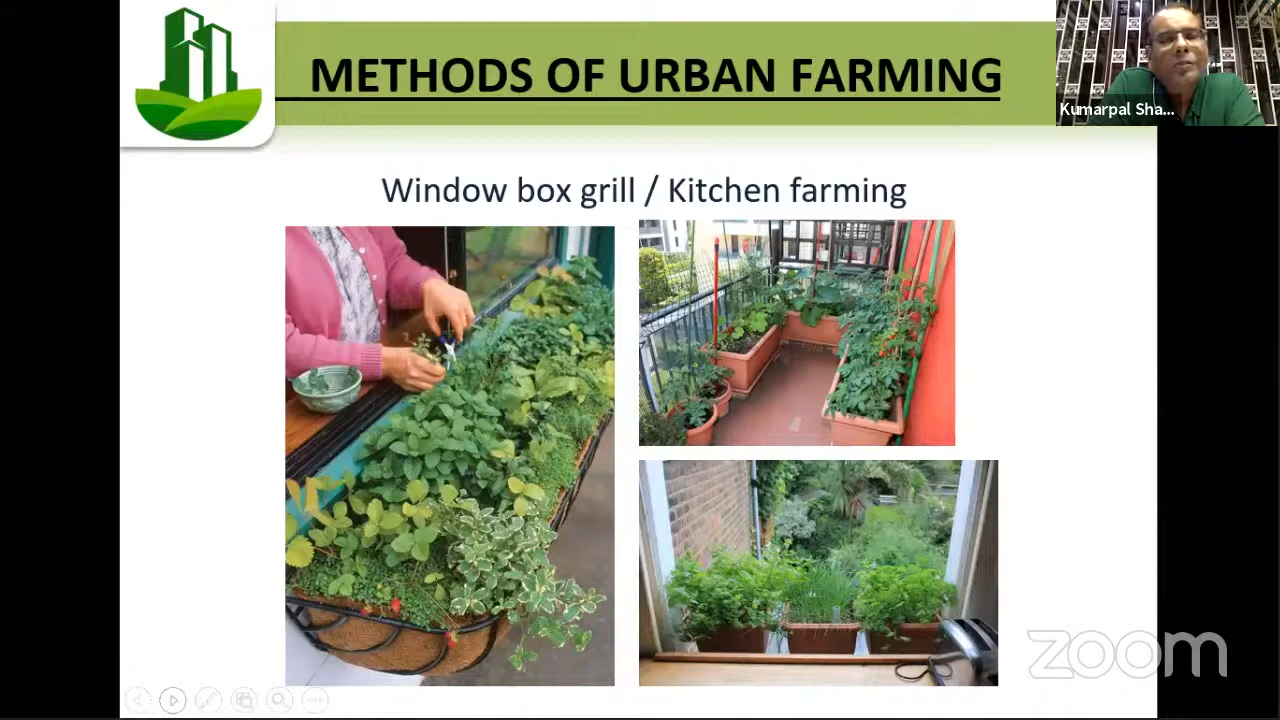 METHODS OF URBAN FARMING
Kumarpal Sha...
Window box grill / Kitchen farming
zoom